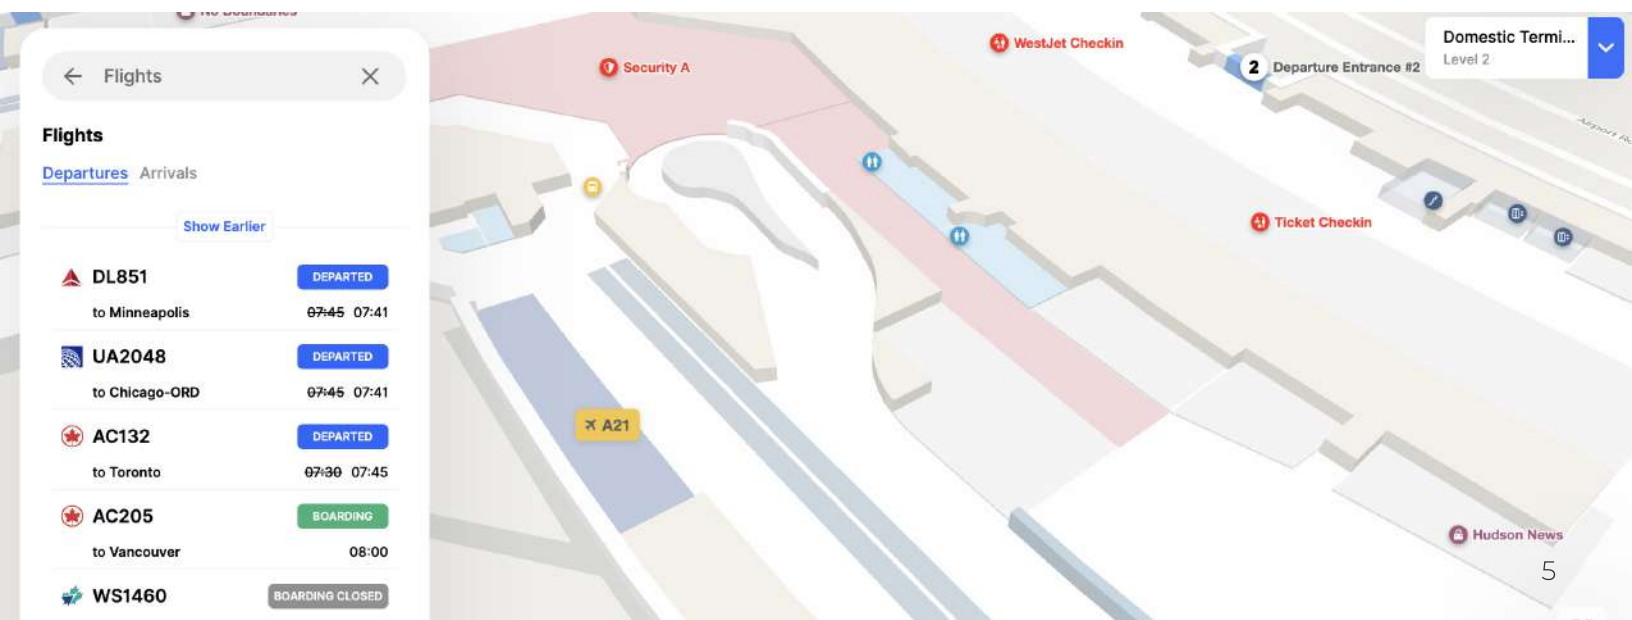 No Boundaries
Flights
Flights
Departures Arrivals
Show Earlier
DL851 DEPARTED
to Minneapolis 07:45 07:41
UA2048 DEPARTED
to Chicago-ORD 07:45 07:41
AC132 DEPARTED
to Toronto 07:30 07:45
AC205 BOARDING
to Vancouver 08:00
WS1460 BOARDING CLOSED
Security A
WestJet Checkin
2 Departure Entrance #2
Domestic Termi...
Level 2
Ticket Checkin
A21
Hudson News
5